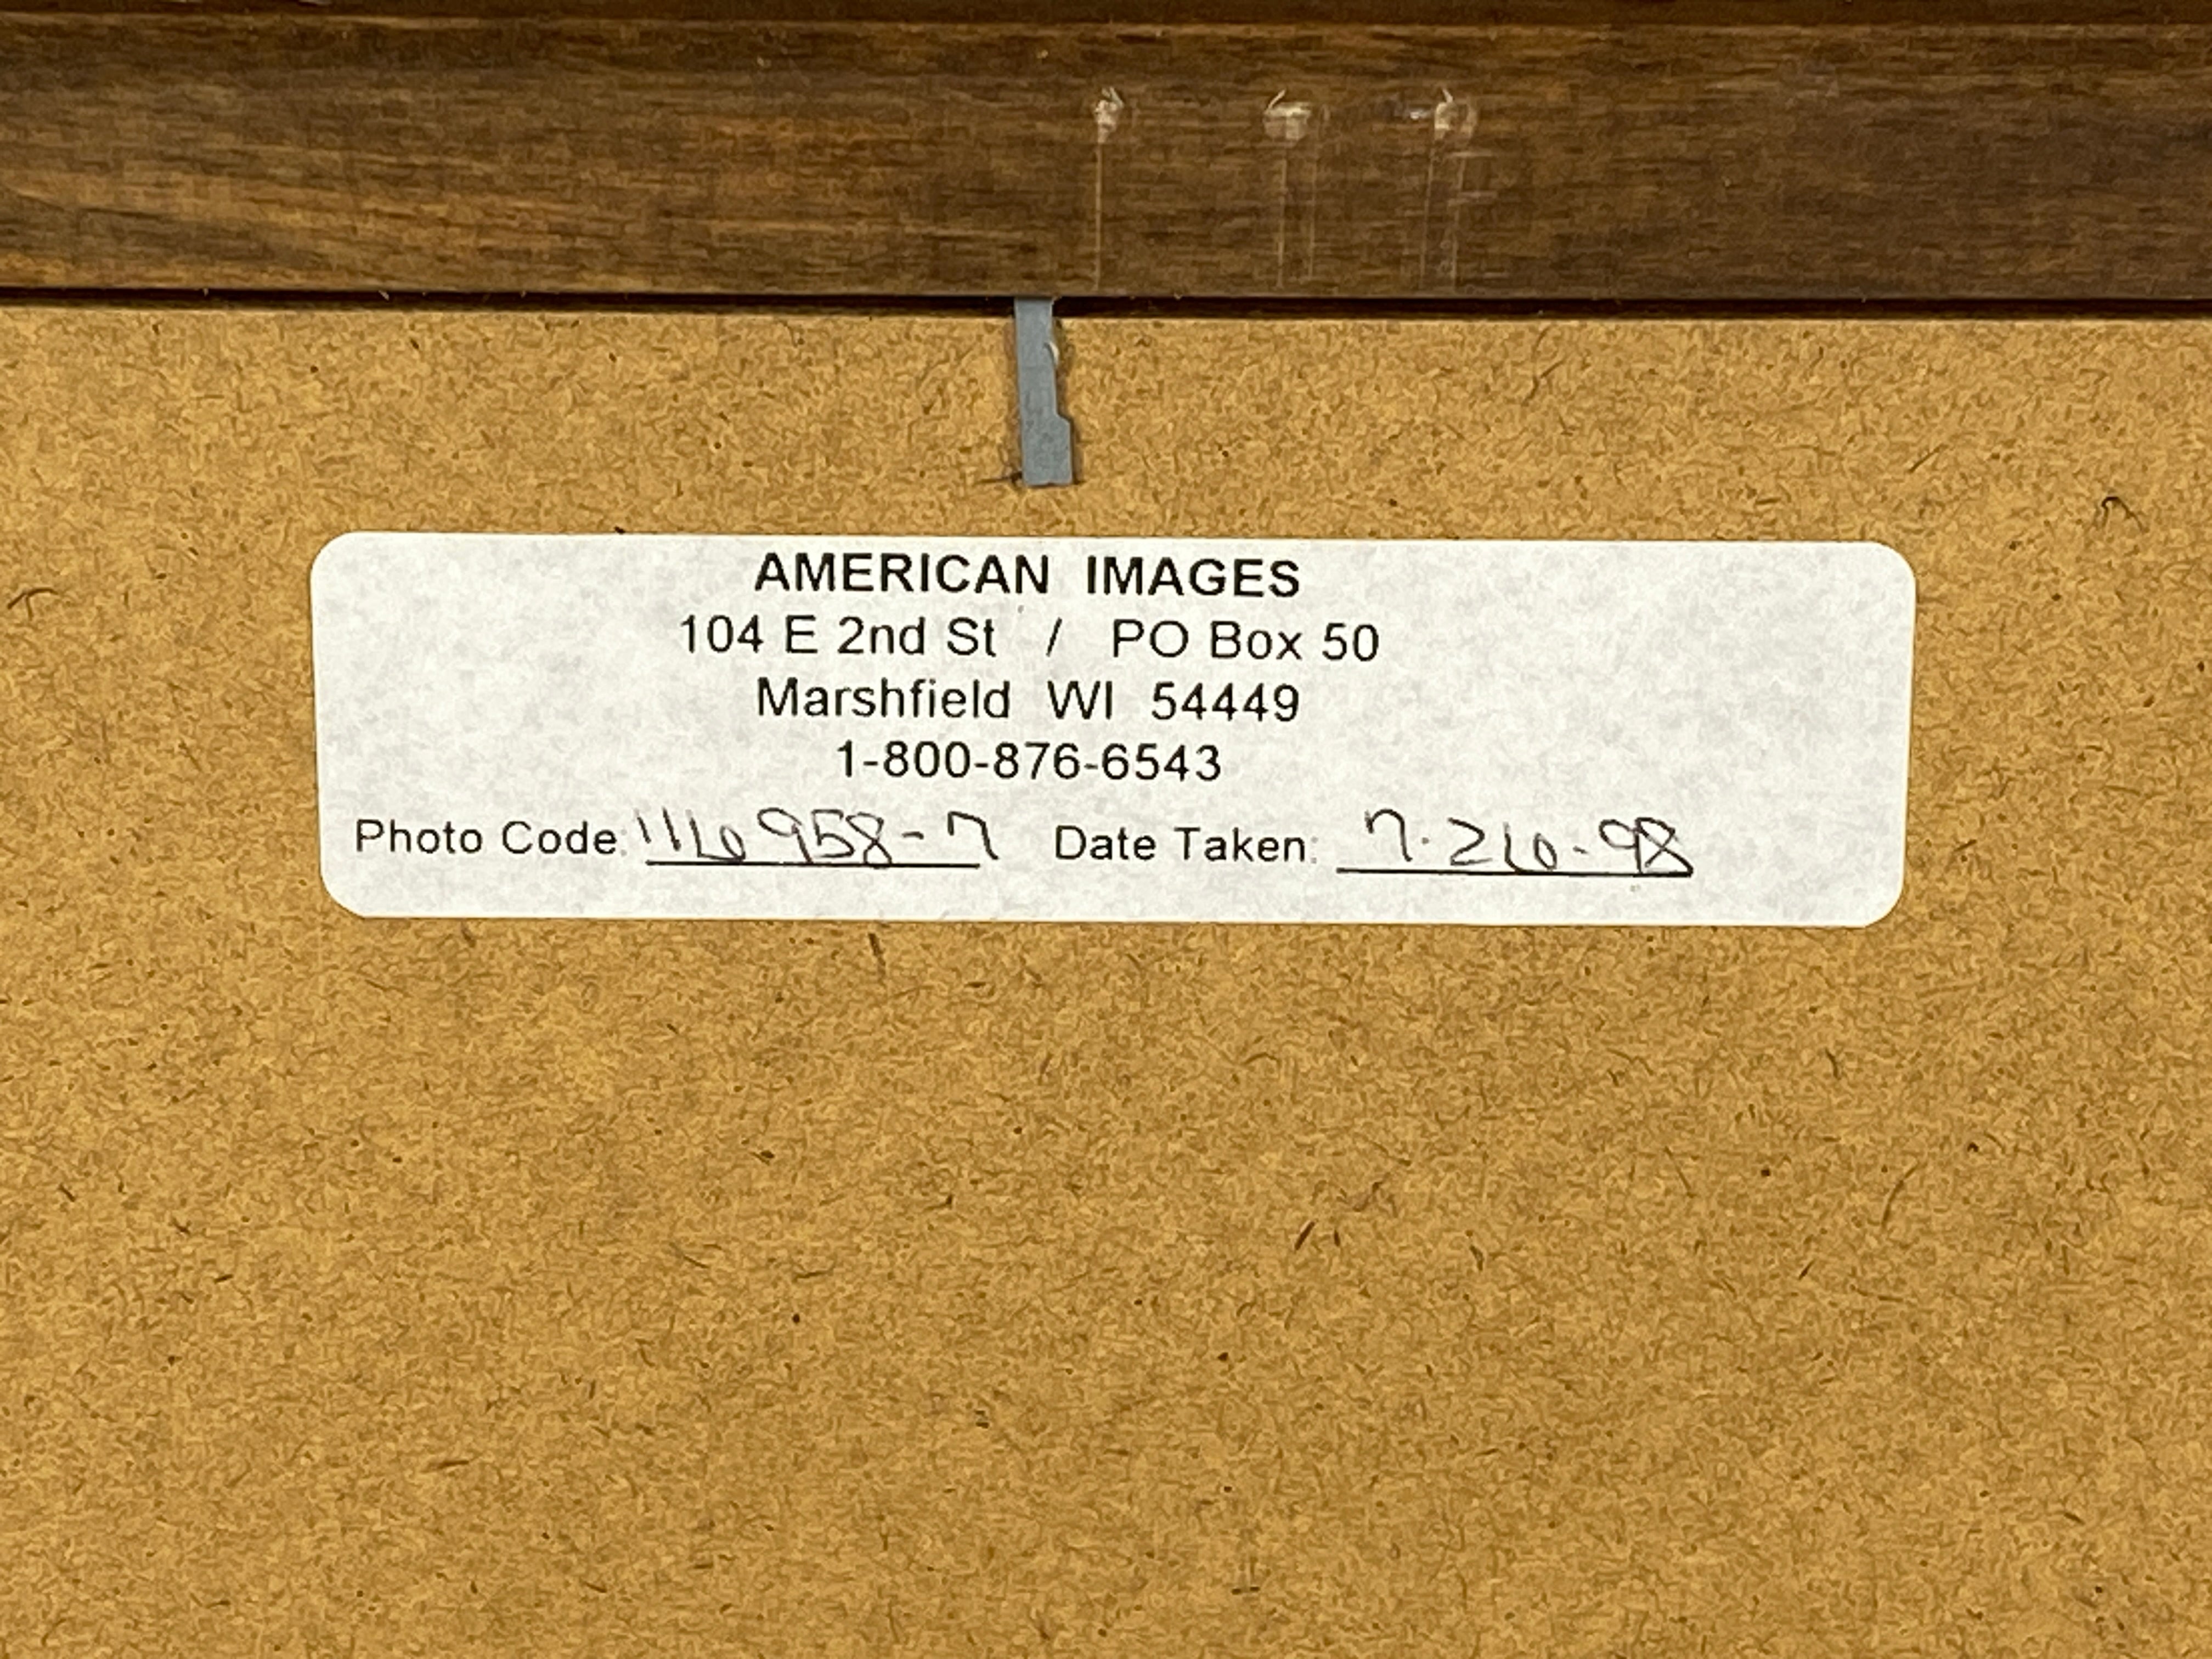 AMERICAN IMAGES
104 E 2nd St / PO Box 50
Marshfield WI 54449
1-800-876-6543
Photo Code: 116958-7 Date Taken: 7-26-98